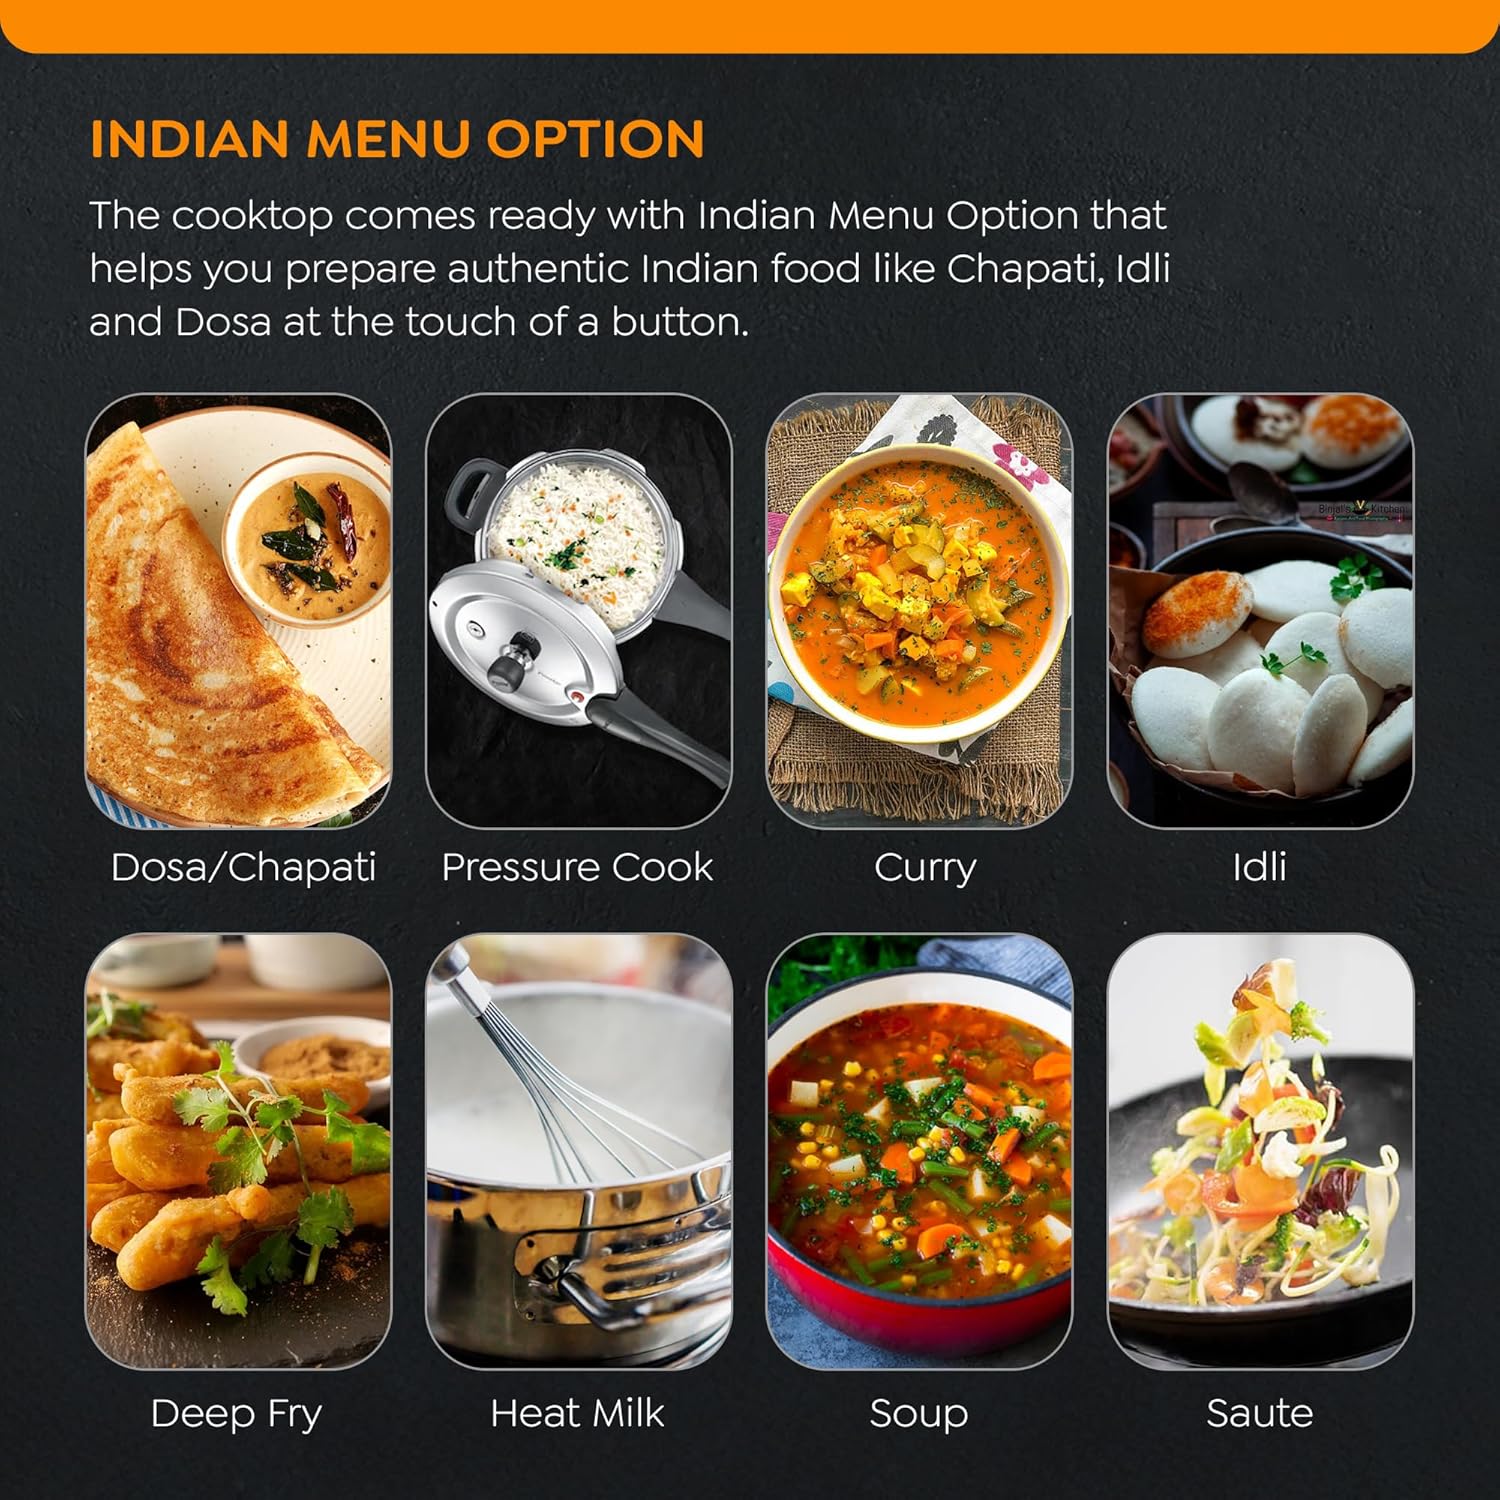 INDIAN MENU OPTION
The cooktop comes ready with Indian Menu Option that
helps you prepare authentic Indian food like Chapati, Idli
and Dosa at the touch of a button.
Binjal's Kitchen
Dosa/Chapati
Pressure Cook
Curry
Idli
Deep Fry
Heat Milk
Soup
Saute